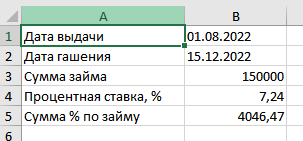 A B
1 Дата выдачи 01.08.2022
2 Дата гашения 15.12.2022
3 Сумма займа 150000
4 Процентная ставка, % 7,24
5 Сумма % по займу 4046,47
6